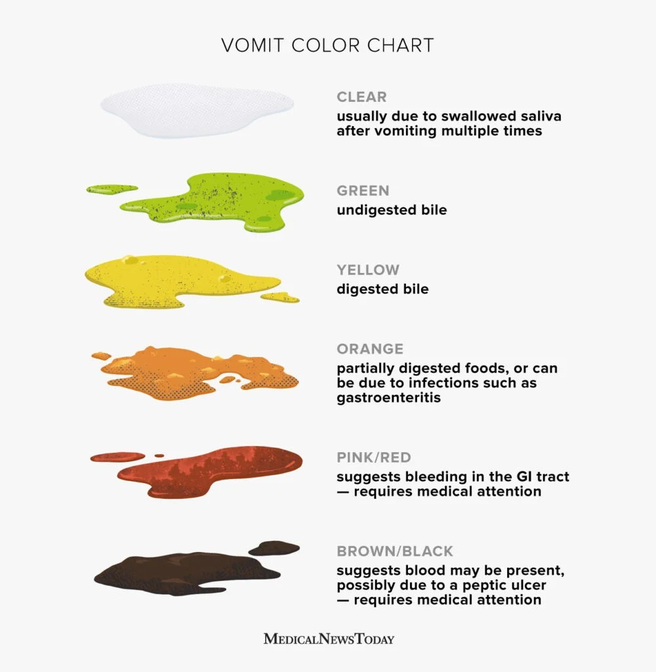 VOMIT COLOR CHART
CLEAR
usually due to swallowed saliva
after vomiting multiple times
GREEN
undigested bile
YELLOW
digested bile
ORANGE
partially digested foods, or can
be due to infections such as
gastroenteritis
PINK/RED
suggests bleeding in the GI tract
— requires medical attention
BROWN/BLACK
suggests blood may be present,
possibly due to a peptic ulcer
— requires medical attention
MEDICALNEWSTODAY